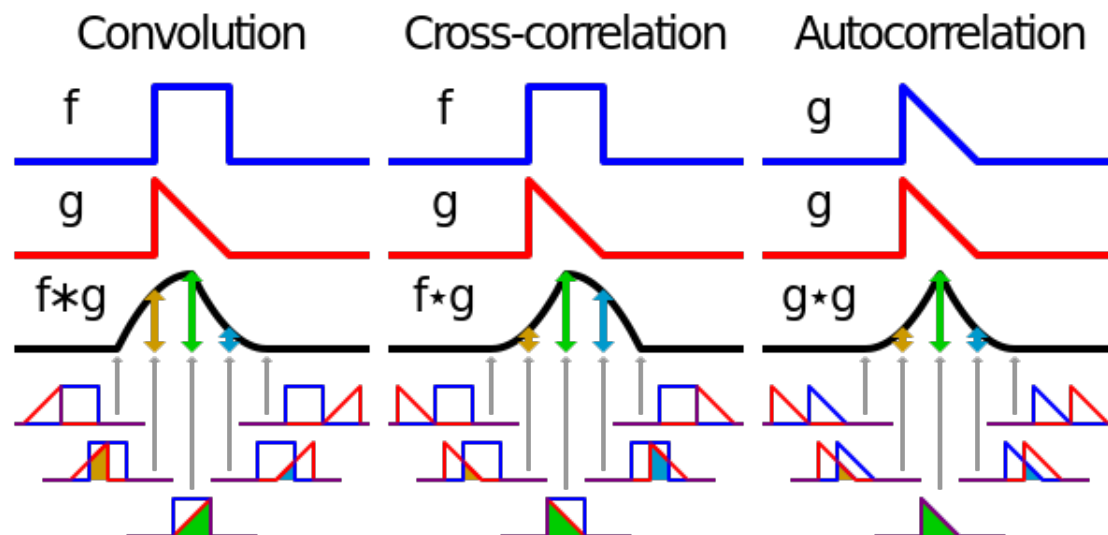 Convolution Cross-correlation Autocorrelation
f f g
g g g
f∗g f⋆g g⋆g